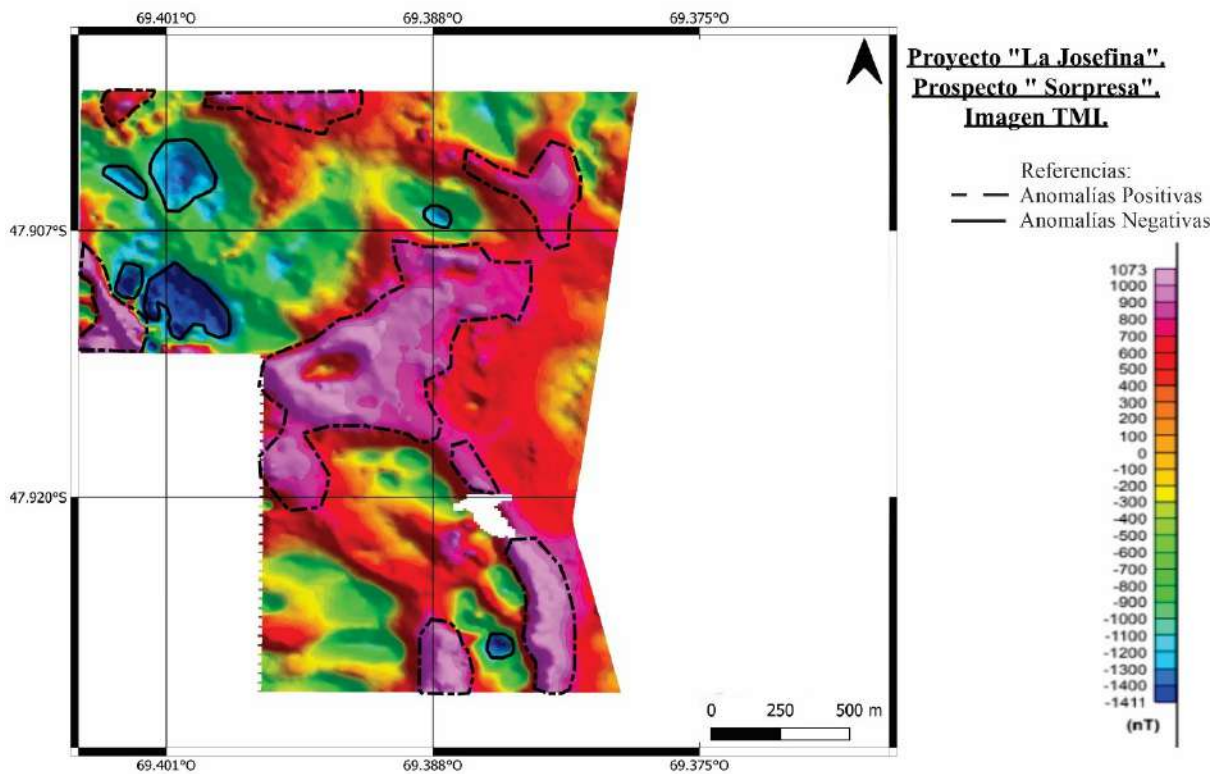 69.401°O 69.388°O 69.375°O
Proyecto "La Josefina".
Prospecto " Sorpresa".
Imagen TMI.
Referencias:
Anomalías Positivas
Anomalías Negativas
47.907°S
47.920°S
1073
1000
900
800
700
600
500
400
300
200
100
0
-100
-200
-300
-400
-500
-600
-700
-800
-900
-1000
-1100
-1200
-1300
-1400
-1411
(nT)
0 250 500 m
69.401°O 69.388°O 69.375°O